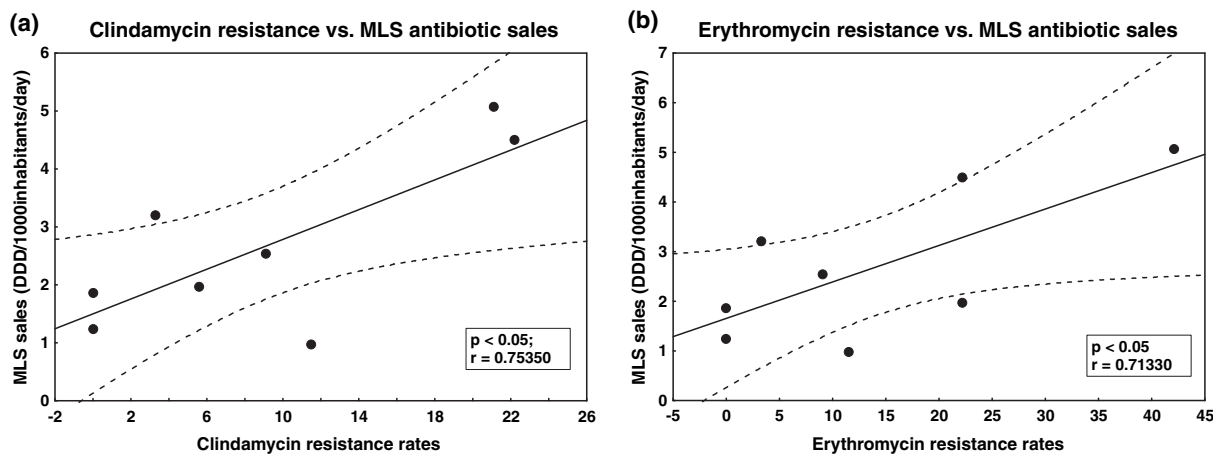 (a)
Clindamycin resistance vs. MLS antibiotic sales
MLS sales (DDD/1000inhabitants/day)
6
5
4
3
2
1
0
-2
2
6
10
14
18
22
26
Clindamycin resistance rates
p < 0.05;
r = 0.75350
(b)
Erythromycin resistance vs. MLS antibiotic sales
MLS sales (DDD/1000inhabitants/day)
7
6
5
4
3
2
1
0
-5
0
5
10
15
20
25
30
35
40
45
Erythromycin resistance rates
p < 0.05
r = 0.71330